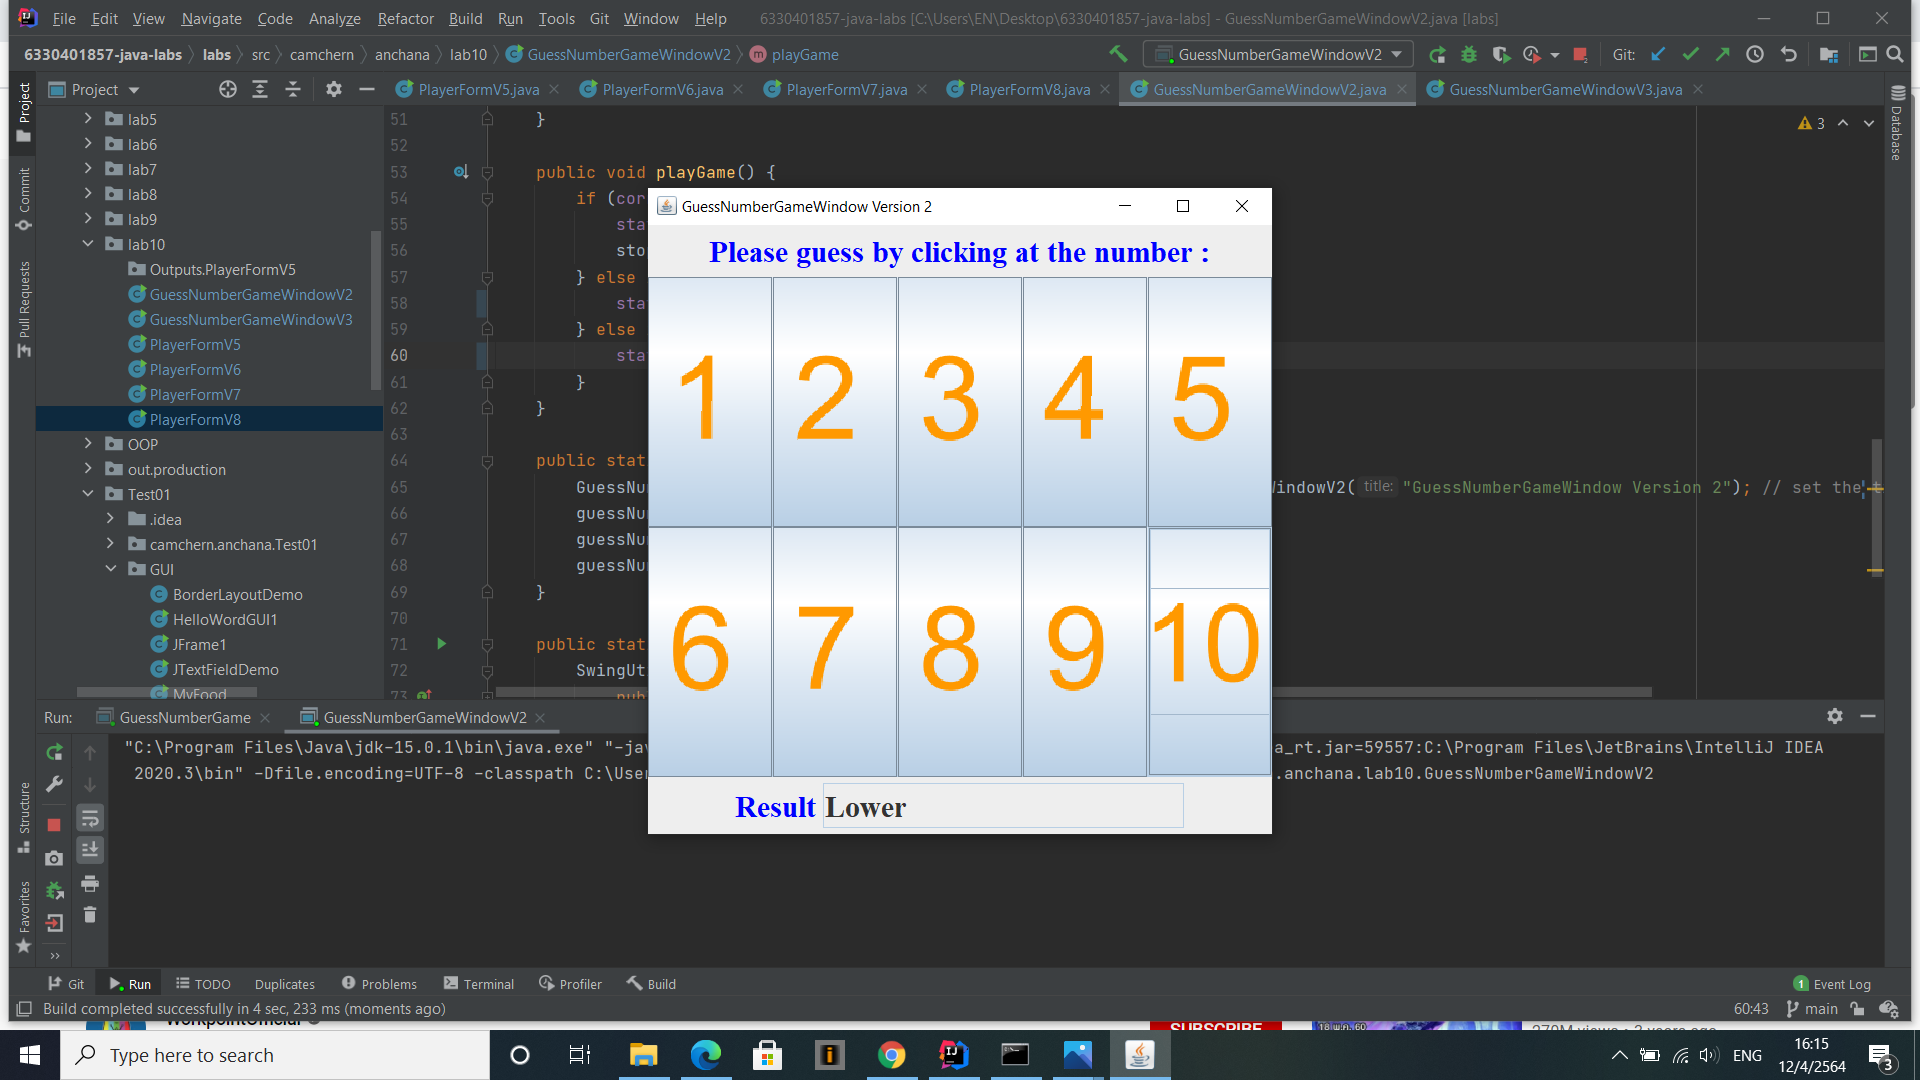 File Edit View Navigate Code Analyze Refactor Build Run Tools Git Window Help 6330401857-java-labs [C:\Users\EN\Desktop\6330401857-java-labs] - GuessNumberGameWindowV2.java [labs]
6330401857-java-labs labs src camchern anchana lab10 GuessNumberGameWindowV2 playGame GuessNumberGameWindowV2 Git:
Project PlayerFormV5.java PlayerFormV6.java PlayerFormV7.java PlayerFormV8.java GuessNumberGameWindowV2.java GuessNumberGameWindowV3.java
Project
Commit
Pull Requests
Structure
Favorites
Database
lab5
lab6
lab7
lab8
lab9
lab10
Outputs.PlayerFormV5
GuessNumberGameWindowV2
GuessNumberGameWindowV3
PlayerFormV5
PlayerFormV6
PlayerFormV7
PlayerFormV8
OOP
out.production
Test01
.idea
camchern.anchana.Test01
GUI
BorderLayoutDemo
HelloWordGUI1
JFrame1
JTextFieldDemo
MyFood
3
51 }
52
53 public void playGame() {
54 if (cor
55 sta
56 sto
57 } else
58 sta
59 } else
60 sta
61 }
62 }
63
64 public stat
65 GuessNu indowV2( title: "GuessNumberGameWindow Version 2"); // set the t
66 guessNu
67 guessNu
68 guessNu
69 }
70
71 public stat
72 SwingUt
73 pub
GuessNumberGameWindow Version 2
Please guess by clicking at the number :
1 2 3 4 5
6 7 8 9 10
Result Lower
Run: GuessNumberGame GuessNumberGameWindowV2
"C:\Program Files\Java\jdk-15.0.1\bin\java.exe" "-jav a_rt.jar=59557:C:\Program Files\JetBrains\IntelliJ IDEA
2020.3\bin" -Dfile.encoding=UTF-8 -classpath C:\User .anchana.lab10.GuessNumberGameWindowV2
Git Run TODO Duplicates Problems Terminal Profiler Build 1 Event Log
Build completed successfully in 4 sec, 233 ms (moments ago) 60:43 main
WorkpointOfficial SUBSCRIBE 18 พ.ค. 60
Type here to search ENG 16:15
12/4/2564 3